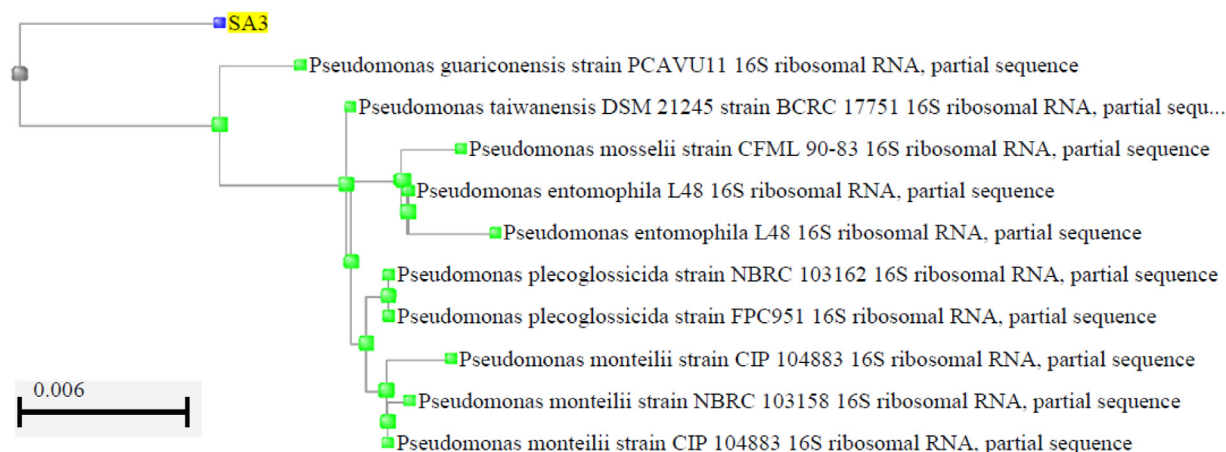 SA3
Pseudomonas guariconensis strain PCAVU11 16S ribosomal RNA, partial sequence
Pseudomonas taiwanensis DSM 21245 strain BCRC 17751 16S ribosomal RNA, partial sequ...
Pseudomonas mosselii strain CFML 90-83 16S ribosomal RNA, partial sequence
Pseudomonas entomophila L48 16S ribosomal RNA, partial sequence
Pseudomonas entomophila L48 16S ribosomal RNA, partial sequence
Pseudomonas plecoglossicida strain NBRC 103162 16S ribosomal RNA, partial sequence
Pseudomonas plecoglossicida strain FPC951 16S ribosomal RNA, partial sequence
Pseudomonas monteilii strain CIP 104883 16S ribosomal RNA, partial sequence
0.006
Pseudomonas monteilii strain NBRC 103158 16S ribosomal RNA, partial sequence
Pseudomonas monteilii strain CIP 104883 16S ribosomal RNA, partial sequence